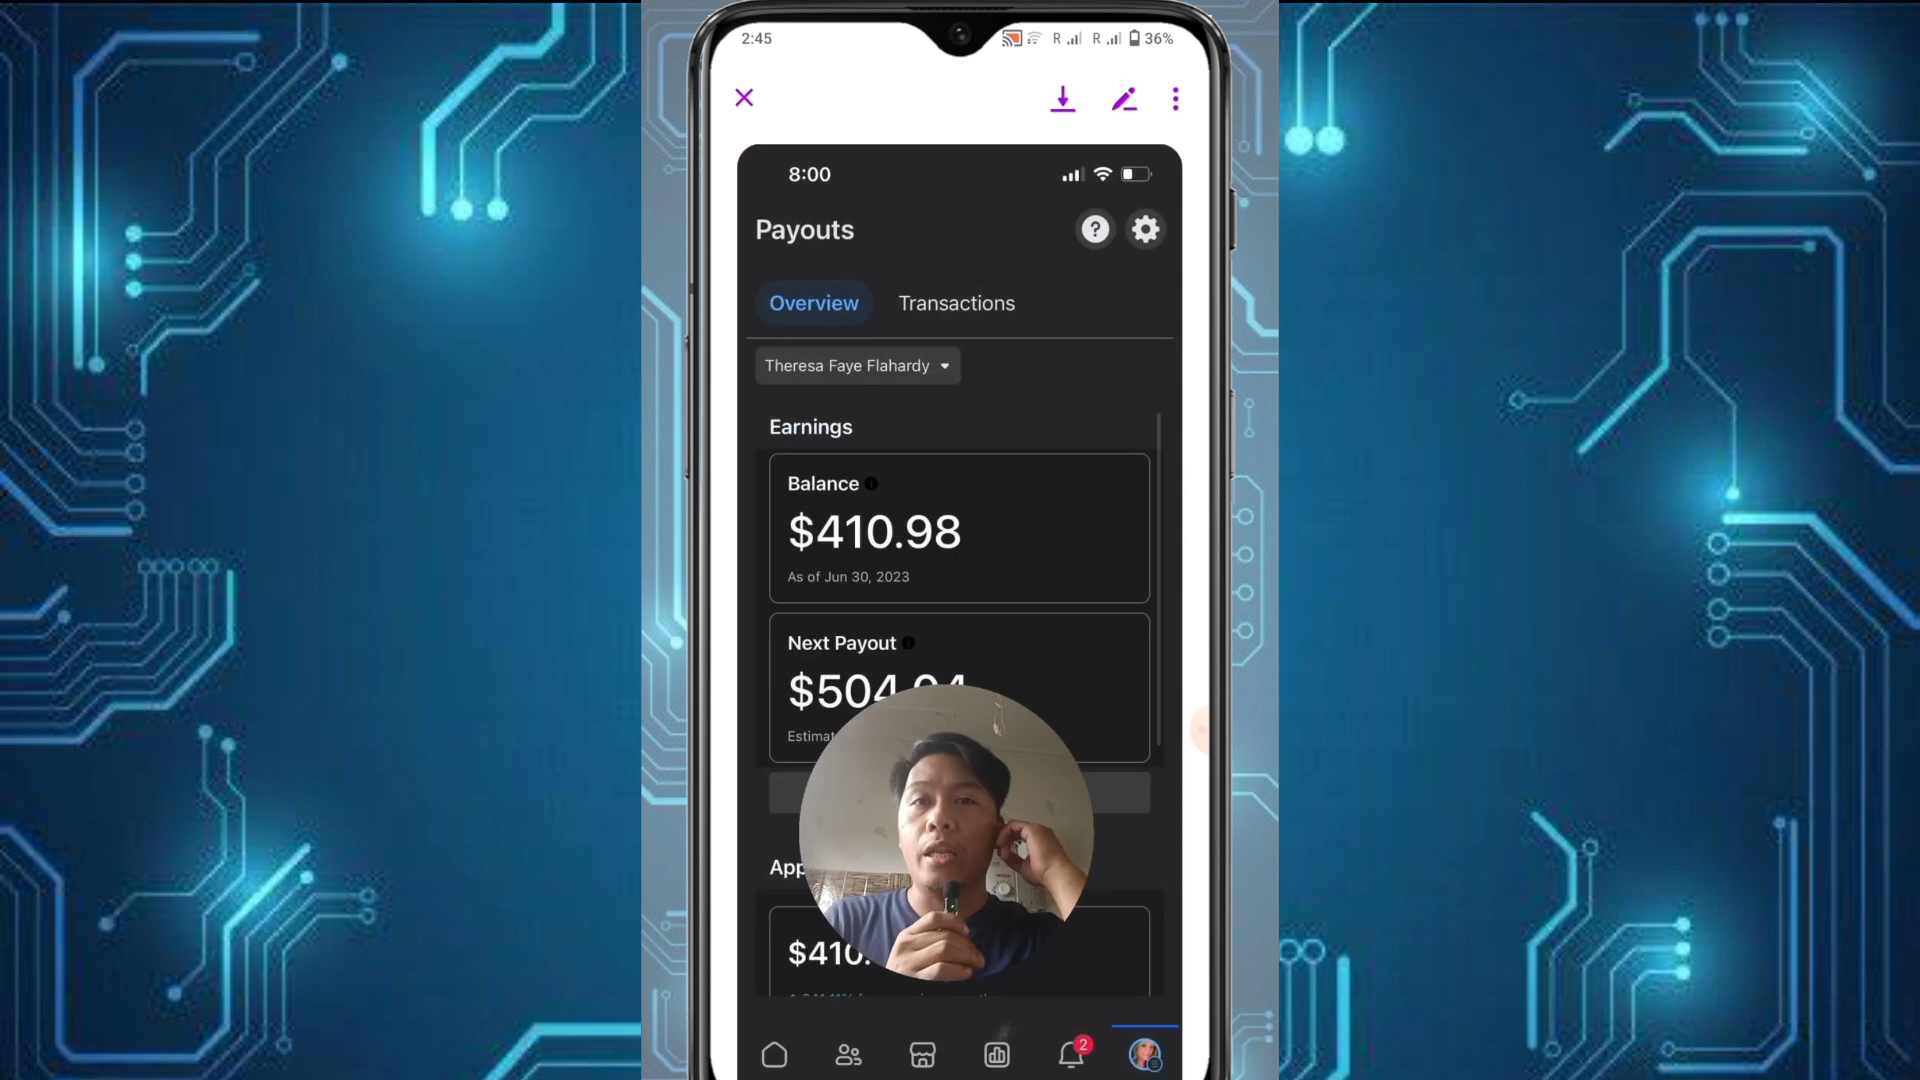 2:45
R R 36%
8:00
Payouts
?
Overview Transactions
Theresa Faye Flahardy
Earnings
Balance
$410.98
As of Jun 30, 2023
Next Payout
2